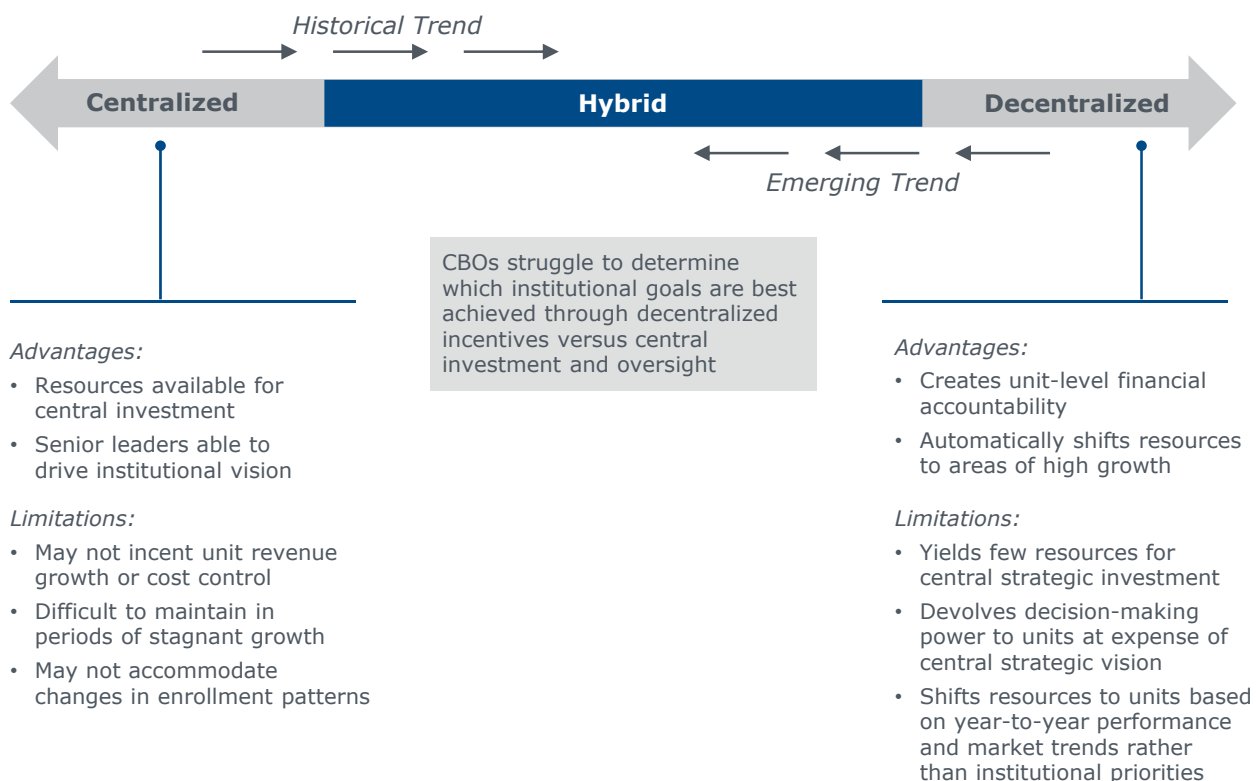 Historical Trend
Centralized
Hybrid
Decentralized
Emerging Trend
CBOs struggle to determine
which institutional goals are best
achieved through decentralized
incentives versus central
investment and oversight
Advantages:
• Resources available for
central investment
• Senior leaders able to
drive institutional vision
Limitations:
• May not incent unit revenue
growth or cost control
• Difficult to maintain in
periods of stagnant growth
• May not accommodate
changes in enrollment patterns
Advantages:
• Creates unit-level financial
accountability
• Automatically shifts resources
to areas of high growth
Limitations:
• Yields few resources for
central strategic investment
• Devolves decision-making
power to units at expense of
central strategic vision
• Shifts resources to units based
on year-to-year performance
and market trends rather
than institutional priorities